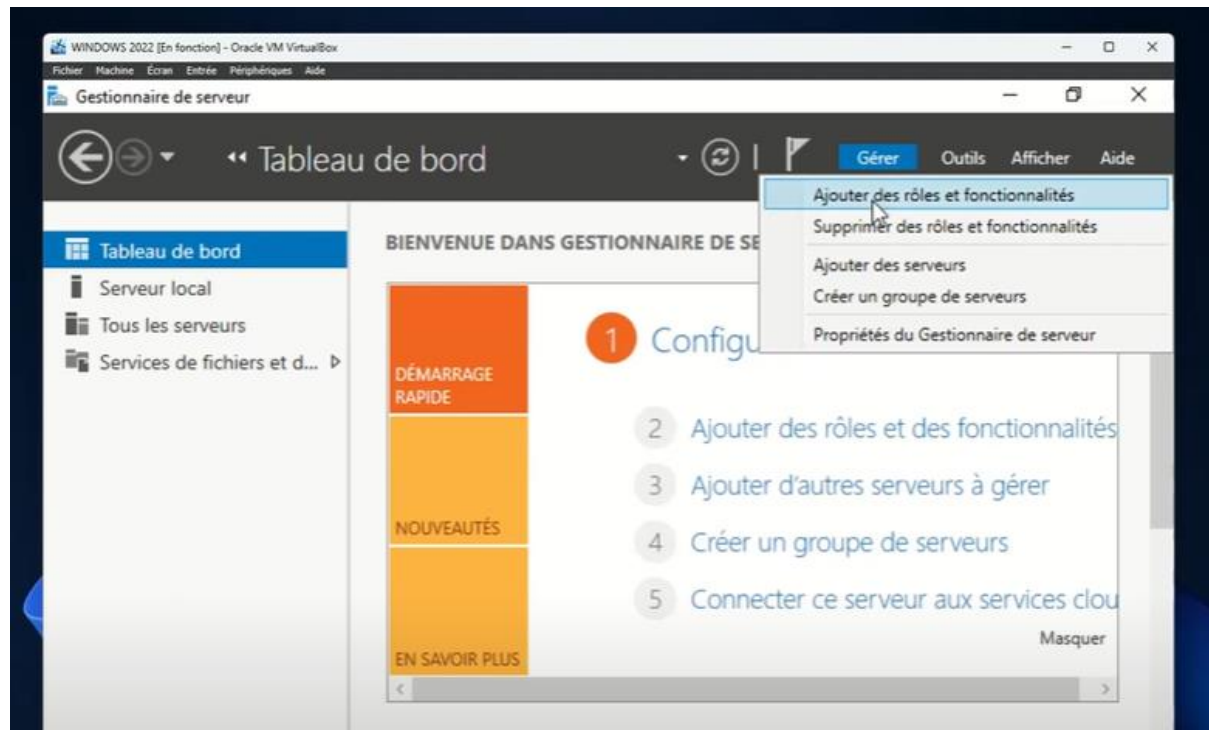 WINDOWS 2022 [En fonction] - Oracle VM VirtualBox
Fichier Machine Écran Entrée Périphériques Aide
Gestionnaire de serveur
Tableau de bord
Gérer Outils Afficher Aide
Ajouter des rôles et fonctionnalités
Supprimer des rôles et fonctionnalités
Ajouter des serveurs
Créer un groupe de serveurs
Propriétés du Gestionnaire de serveur
Tableau de bord
Serveur local
Tous les serveurs
Services de fichiers et d...
BIENVENUE DANS GESTIONNAIRE DE SE
DÉMARRAGE
RAPIDE
NOUVEAUTÉS
EN SAVOIR PLUS
1 Configu
2 Ajouter des rôles et des fonctionnalités
3 Ajouter d'autres serveurs à gérer
4 Créer un groupe de serveurs
5 Connecter ce serveur aux services clou
Masquer